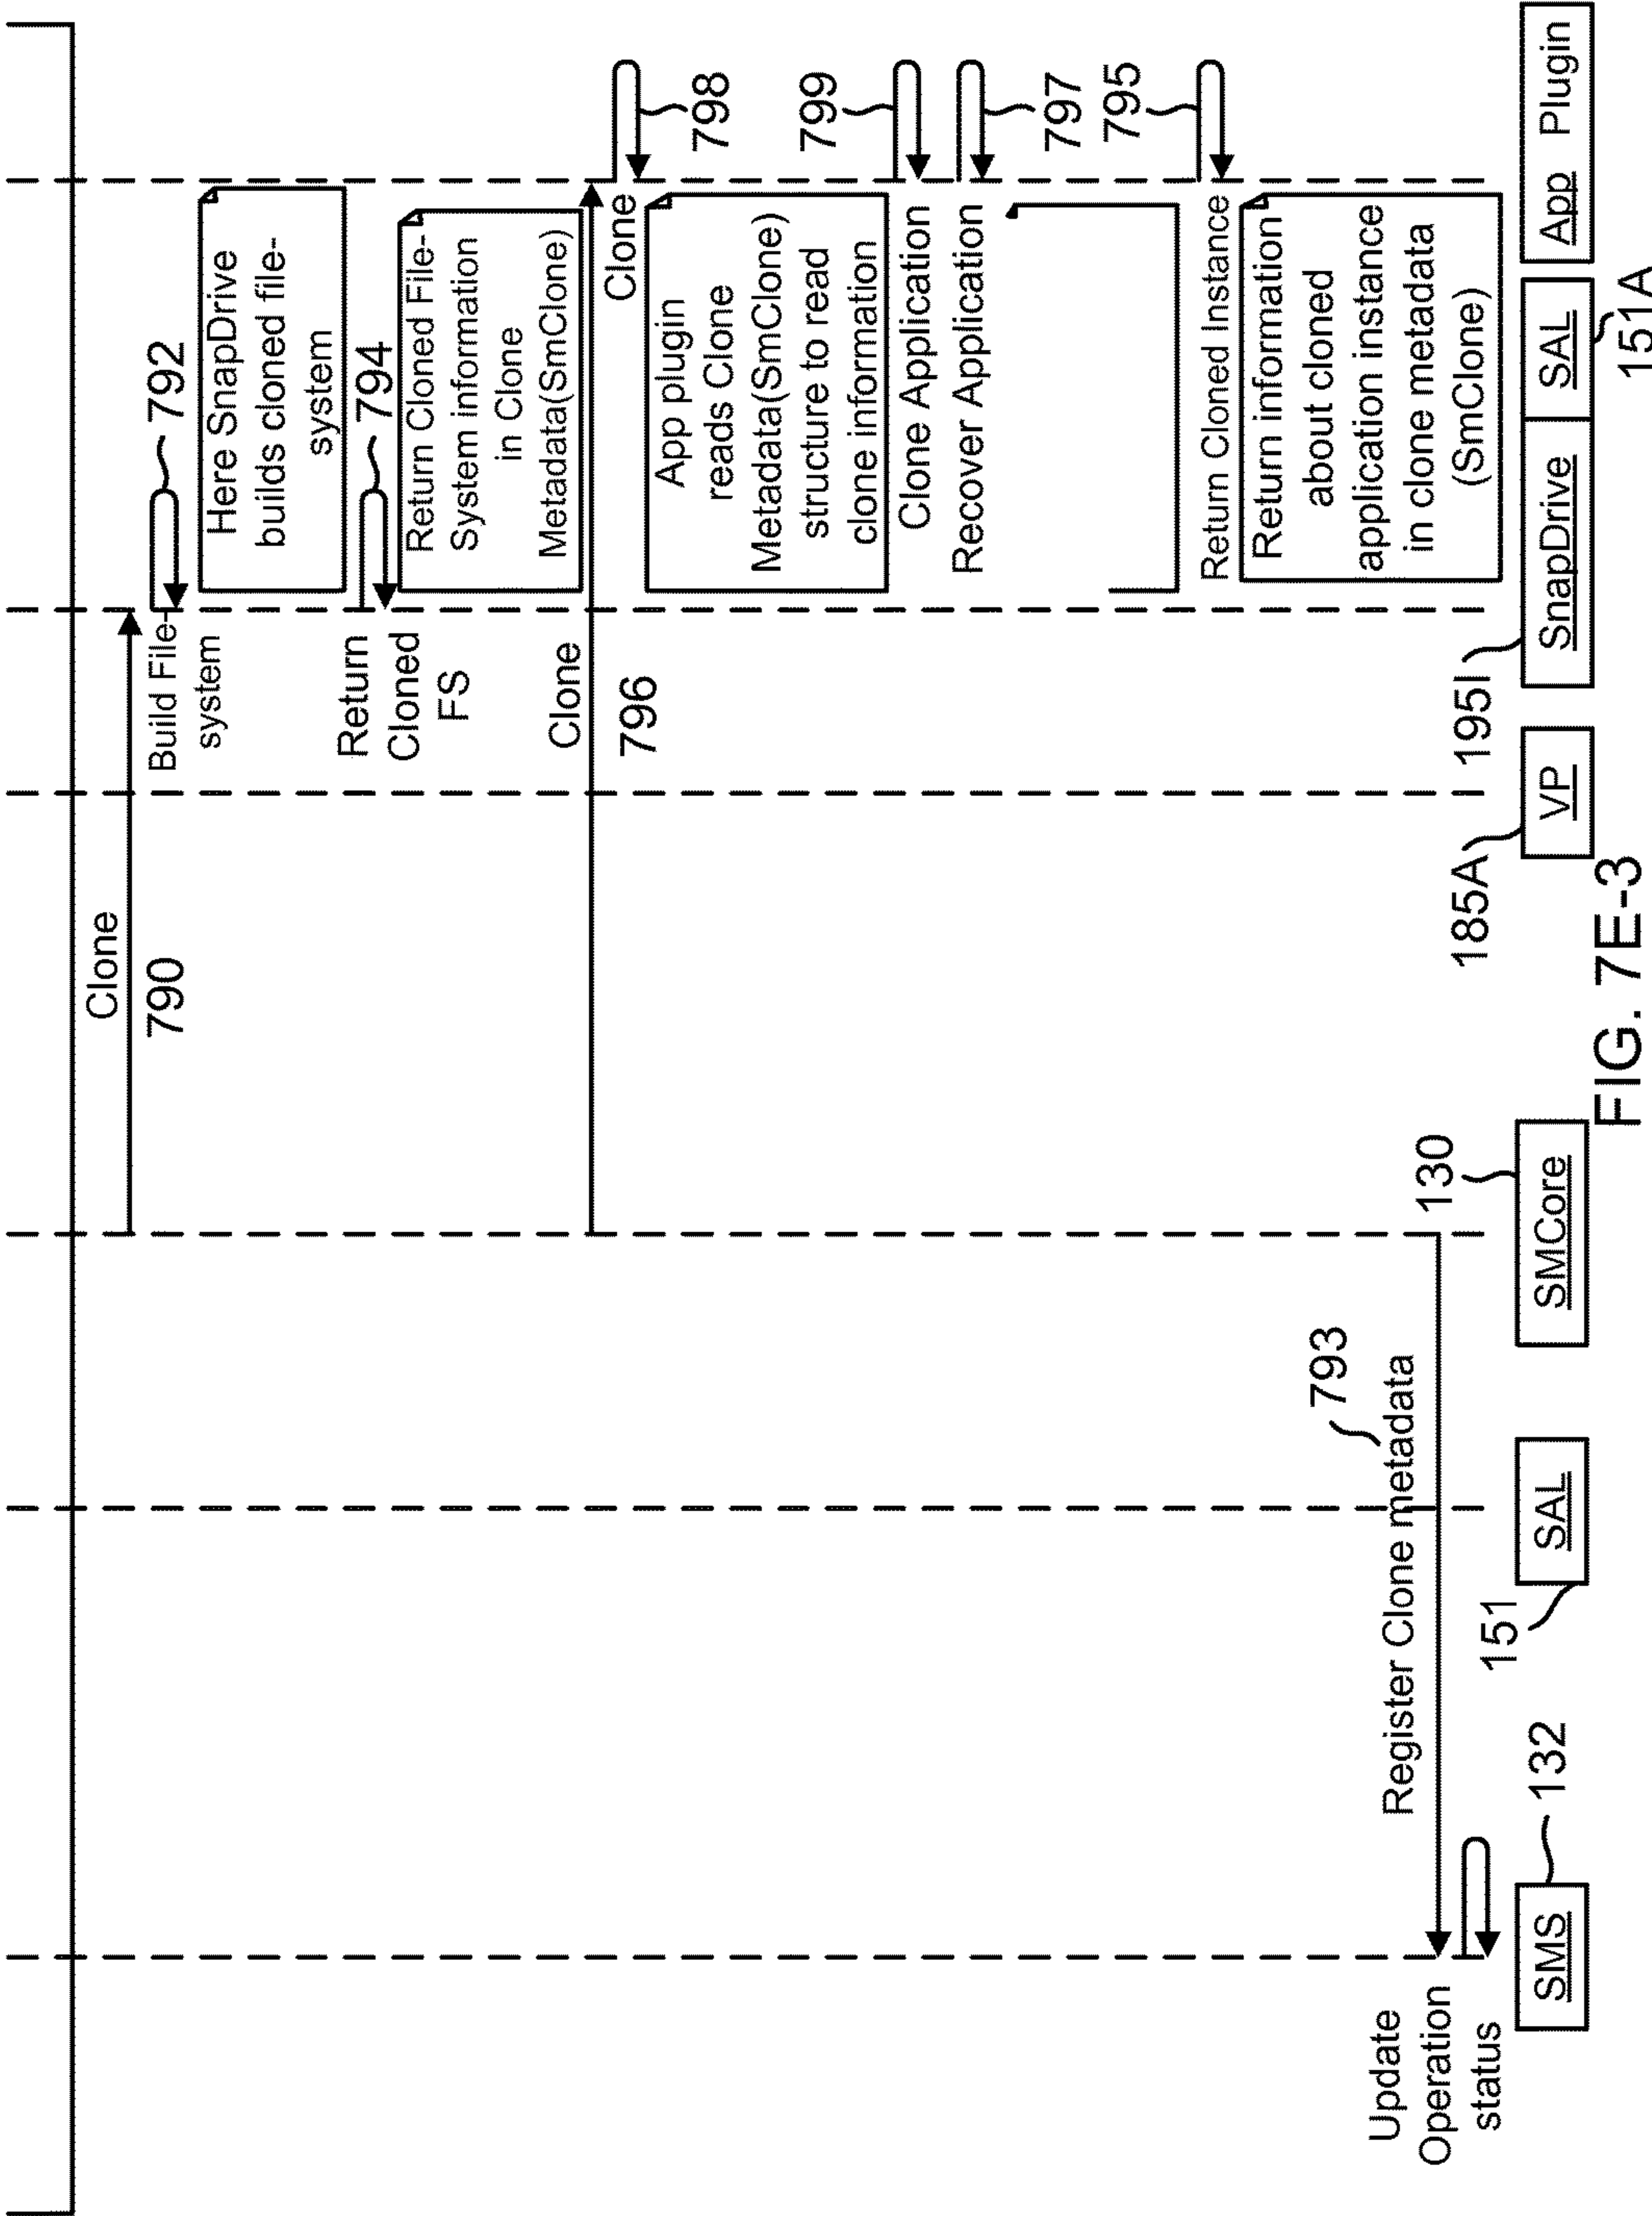 Clone
790
Build File-
system
792
Here SnapDrive
builds cloned file-
system
Return
Cloned
FS
794
Return Cloned File-
System information
in Clone
Metadata(SmClone)
Clone
796
Clone
798
App plugin
reads Clone
Metadata(SmClone)
structure to read
clone information
799
Clone Application
Recover Application
797
795
Return Cloned Instance
Return information
about cloned
application instance
in clone metadata
(SmClone)
793
Register Clone metadata
Update
Operation
status
SMS
132
SAL
151
SMCore
130
VP
185A
SnapDrive
195I
SAL
151A
App Plugin
FIG. 7E-3